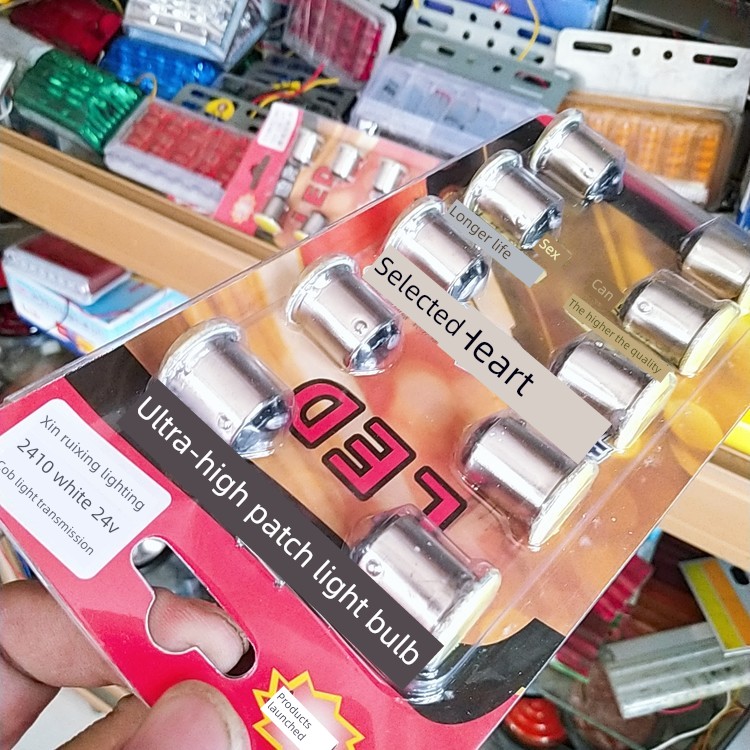 Longer life
Sex
Selected Heart
Can
The higher the quality
LED
Ultra-high patch light bulb
Xin ruixing lighting
2410 white 24v
Cob light transmission
Products
launched